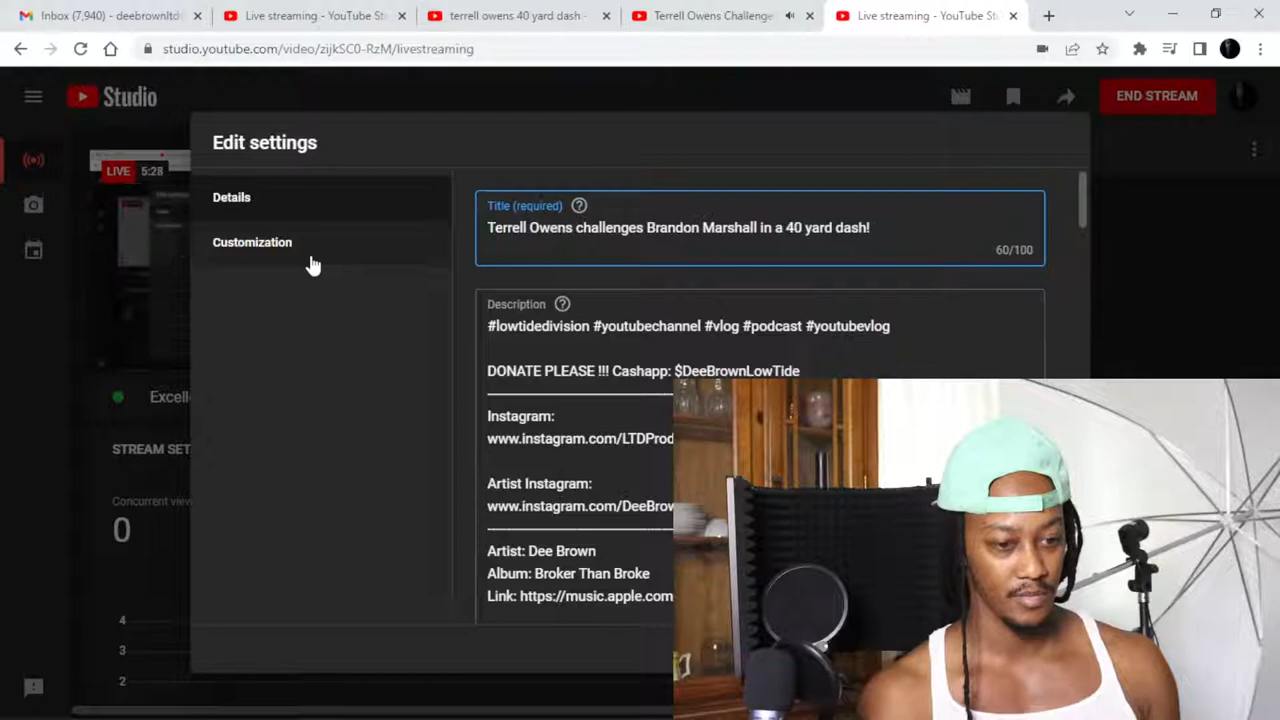 Inbox (7,940) - deebrownltd
Live streaming - YouTube St
terrell owens 40 yard dash -
Terrell Owens Challenge
Live streaming - YouTube St
studio.youtube.com/video/zijkSC0-RzM/livestreaming
Studio
END STREAM
Edit settings
LIVE 5:28
Details
Customization
Title (required)
Terrell Owens challenges Brandon Marshall in a 40 yard dash!
60/100
Description
#lowtidedivision #youtubechannel #vlog #podcast #youtubevlog
DONATE PLEASE !!! Cashapp: $DeeBrownLowTide
Instagram:
www.instagram.com/LTDProd
Artist Instagram:
www.instagram.com/DeeBrow
Artist: Dee Brown
Album: Broker Than Broke
Link: https://music.apple.com
Excelle
STREAM SET
Concurrent view
0
4
3
2